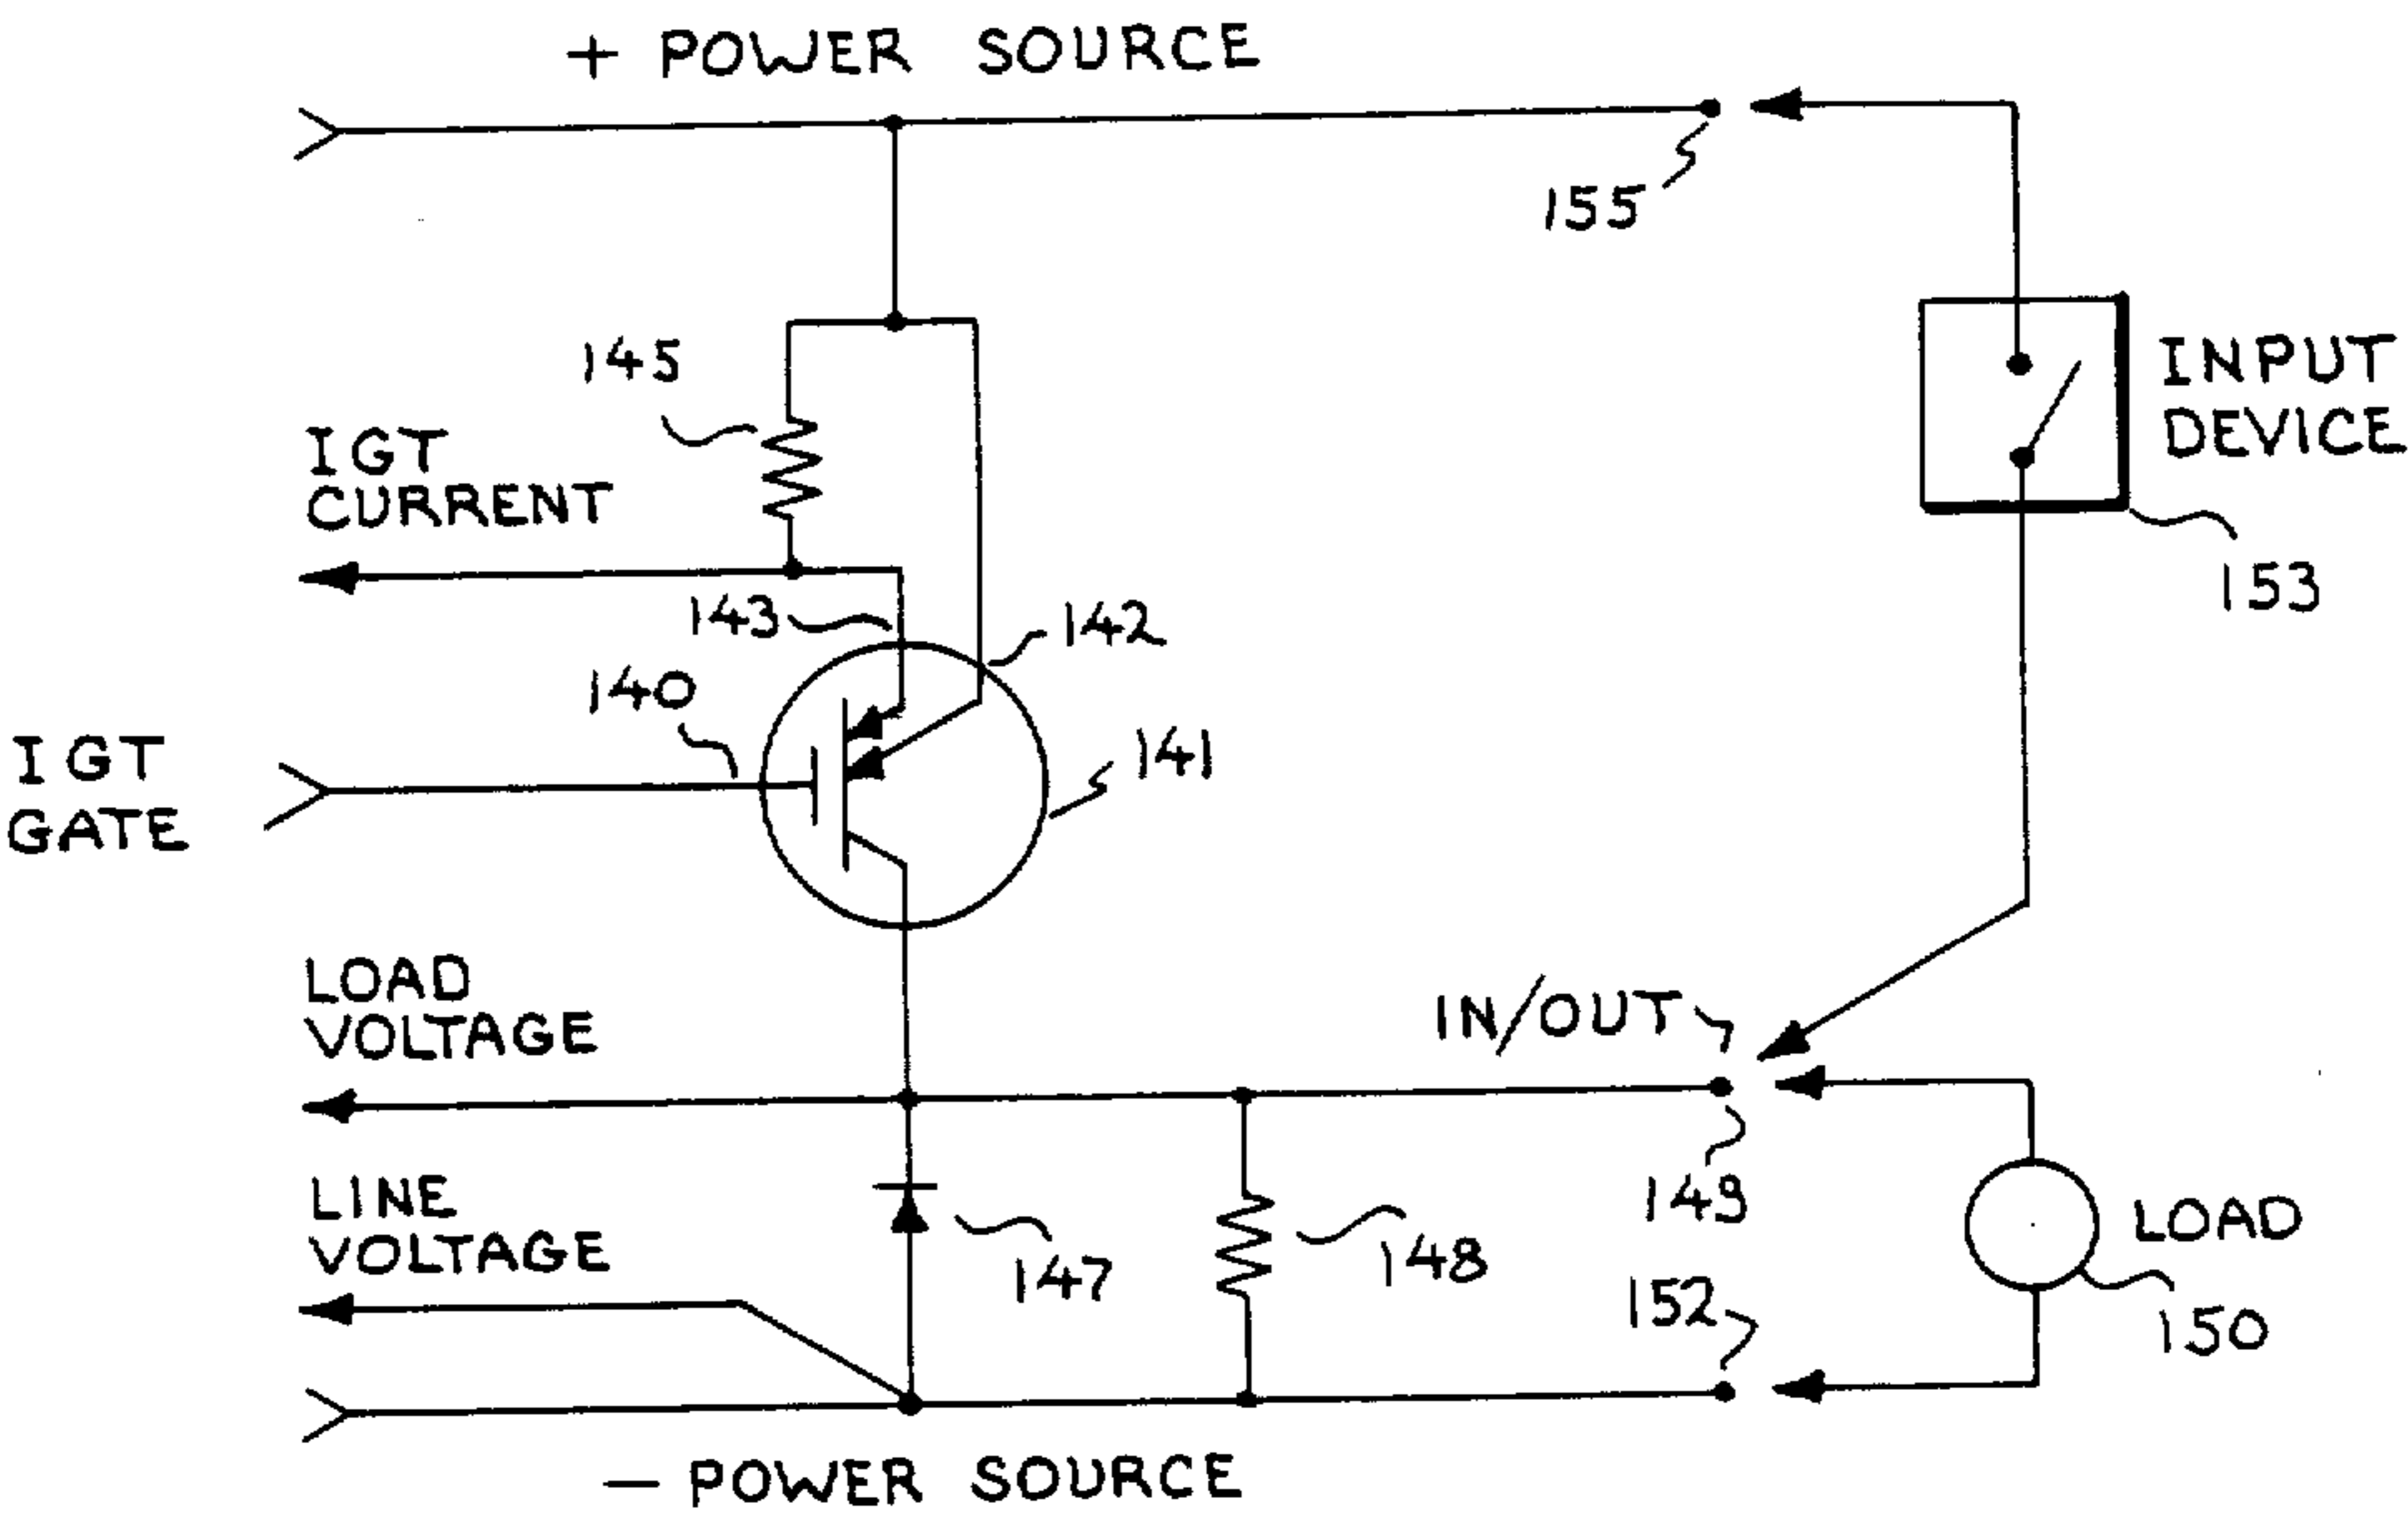 + POWER SOURCE
155
145
INPUT
DEVICE
IGT
CURRENT
153
143
142
140
141
IGT
GATE
LOAD
VOLTAGE
IN/OUT
149
LINE
VOLTAGE
LOAD
147
148
152
150
− POWER SOURCE